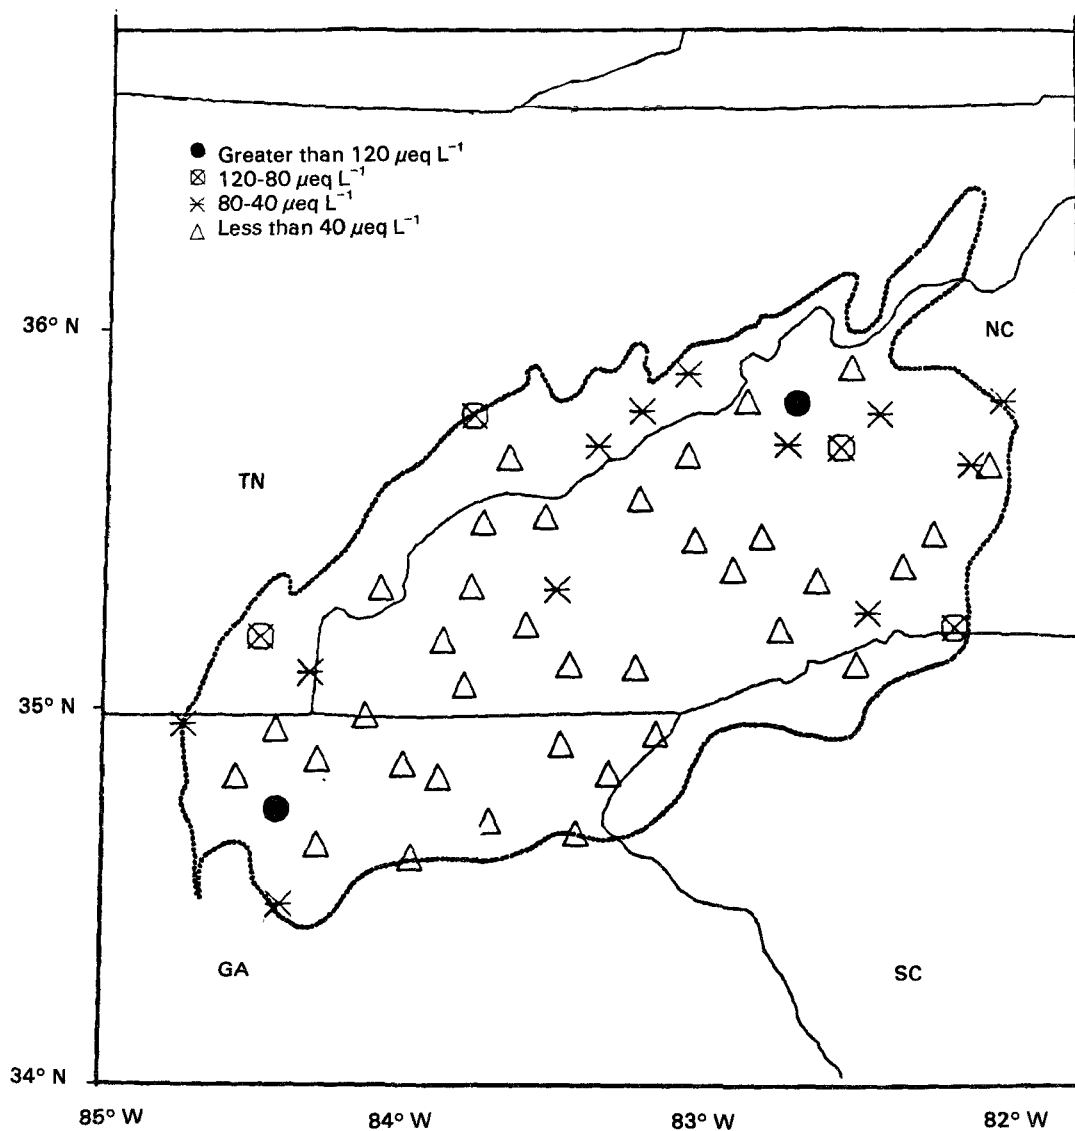 Greater than 120 μeq L⁻¹
120-80 μeq L⁻¹
80-40 μeq L⁻¹
Less than 40 μeq L⁻¹
36° N
NC
TN
35° N
GA
SC
34° N
85° W
84° W
83° W
82° W